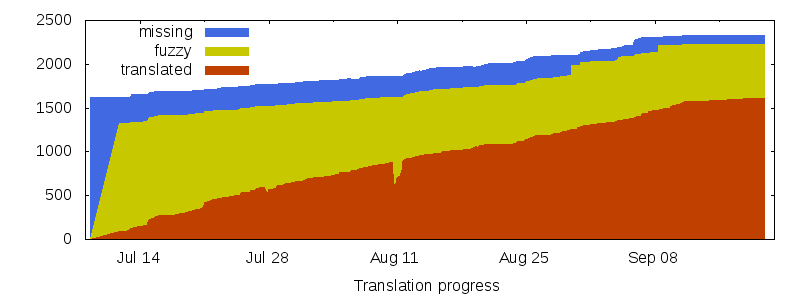 2500
2000
1500
1000
500
0
missing
fuzzy
translated
Jul 14
Jul 28
Aug 11
Aug 25
Sep 08
Translation progress